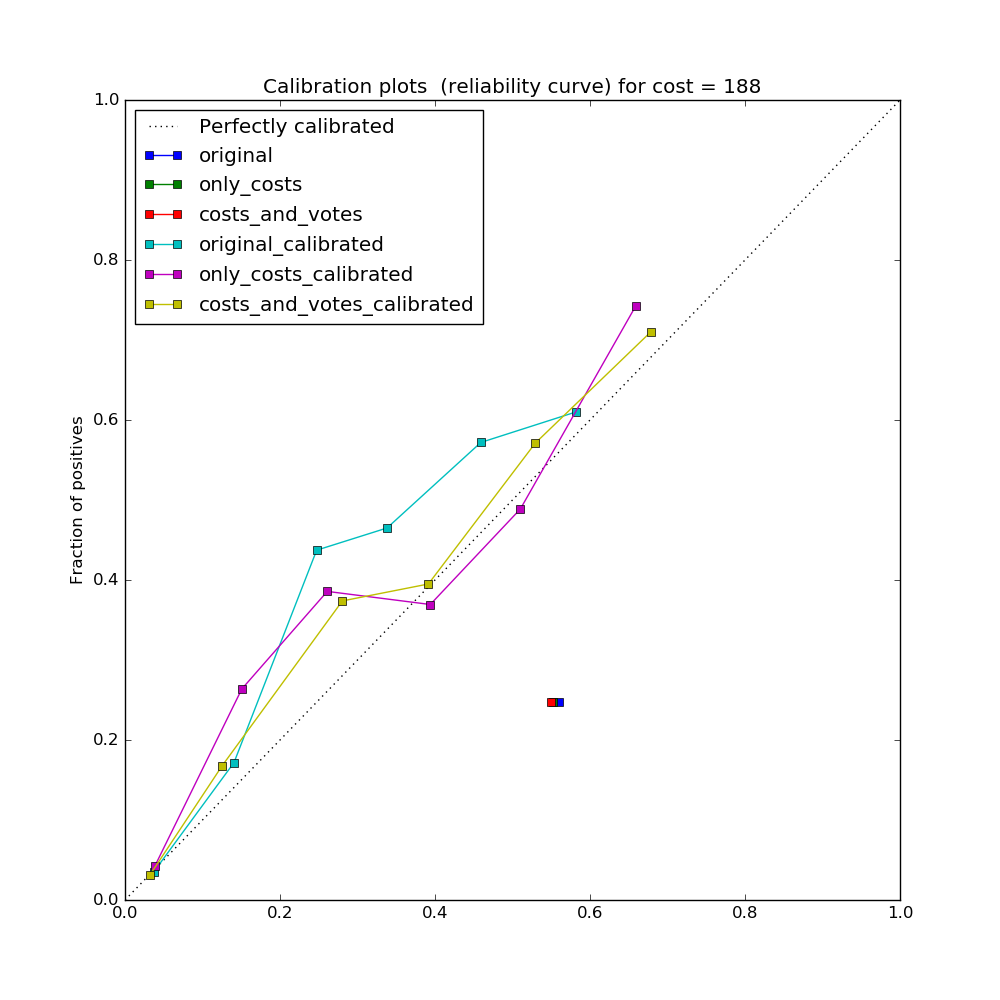 Calibration plots  (reliability curve) for cost = 188
1.0
Perfectly calibrated
original
only_costs
costs_and_votes
original_calibrated
only_costs_calibrated
costs_and_votes_calibrated
0.8
0.6
Fraction of positives
0.4
0.2
0.0
0.0 0.2 0.4 0.6 0.8 1.0